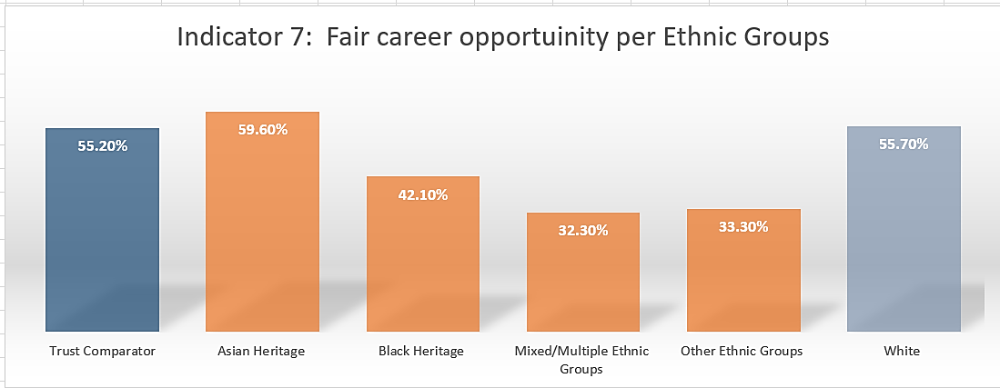 Indicator 7:  Fair career opportuinity per Ethnic Groups
55.20%
59.60%
42.10%
32.30%
33.30%
55.70%
Trust Comparator
Asian Heritage
Black Heritage
Mixed/Multiple Ethnic
Groups
Other Ethnic Groups
White